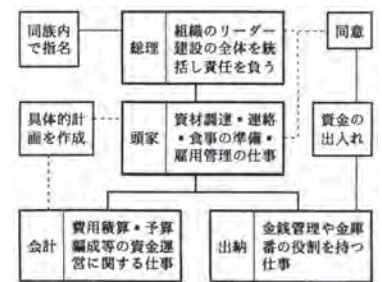 同族内
で指名
総理
組織のリーダー
建設の全体を統
括し責任を負う
同意
具体的計
画を作成
頭家
資材調達・連絡
・食事の準備・
雇用管理の仕事
資金の
出入れ
会計
費用積算・予算
編成等の資金運
営に関する仕事
出納
金銭管理や金庫
番の役割を持つ
仕事